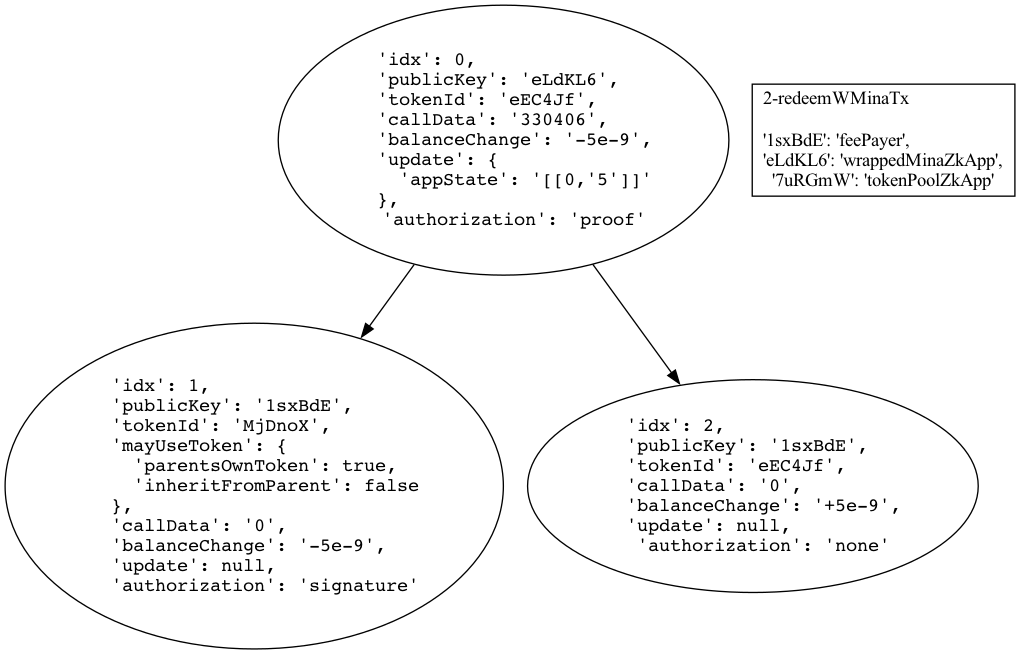 'idx': 0,
'publicKey': 'eLdKL6',
'tokenId': 'eEC4Jf',
'callData': '330406',
'balanceChange': '-5e-9',
'update': {
  'appState': '[[0,'5']]'
},
'authorization': 'proof'
2-redeemWMinaTx
'1sxBdE': 'feePayer',
'eLdKL6': 'wrappedMinaZkApp',
'7uRGmW': 'tokenPoolZkApp'
'idx': 1,
'publicKey': '1sxBdE',
'tokenId': 'MjDnoX',
'mayUseToken': {
  'parentsOwnToken': true,
  'inheritFromParent': false
},
'callData': '0',
'balanceChange': '-5e-9',
'update': null,
'authorization': 'signature'
'idx': 2,
'publicKey': '1sxBdE',
'tokenId': 'eEC4Jf',
'callData': '0',
'balanceChange': '+5e-9',
'update': null,
'authorization': 'none'